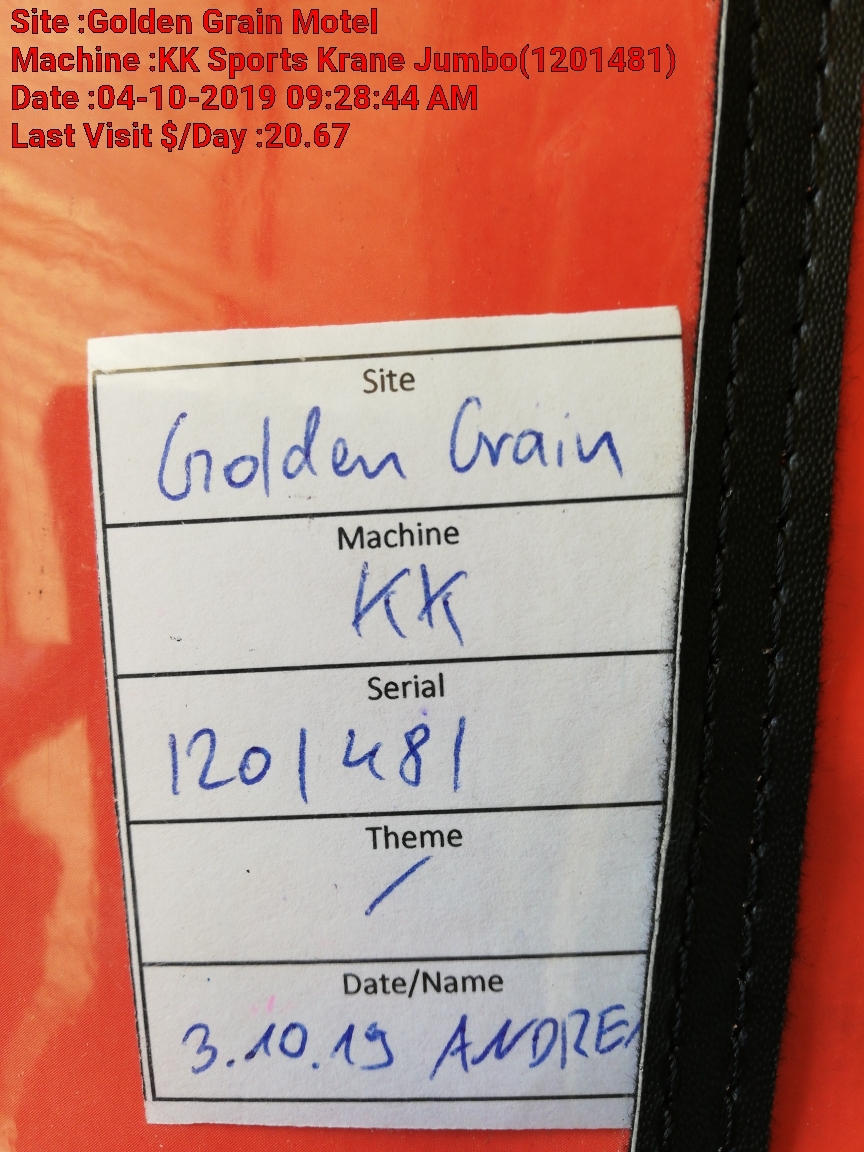 Site :Golden Grain Motel
Machine :KK Sports Krane Jumbo(1201481)
Date :04-10-2019 09:28:44 AM
Last Visit $/Day :20.67
Site
Golden Grain
Machine
KK
Serial
1201481
Theme
/
Date/Name
3.10.19